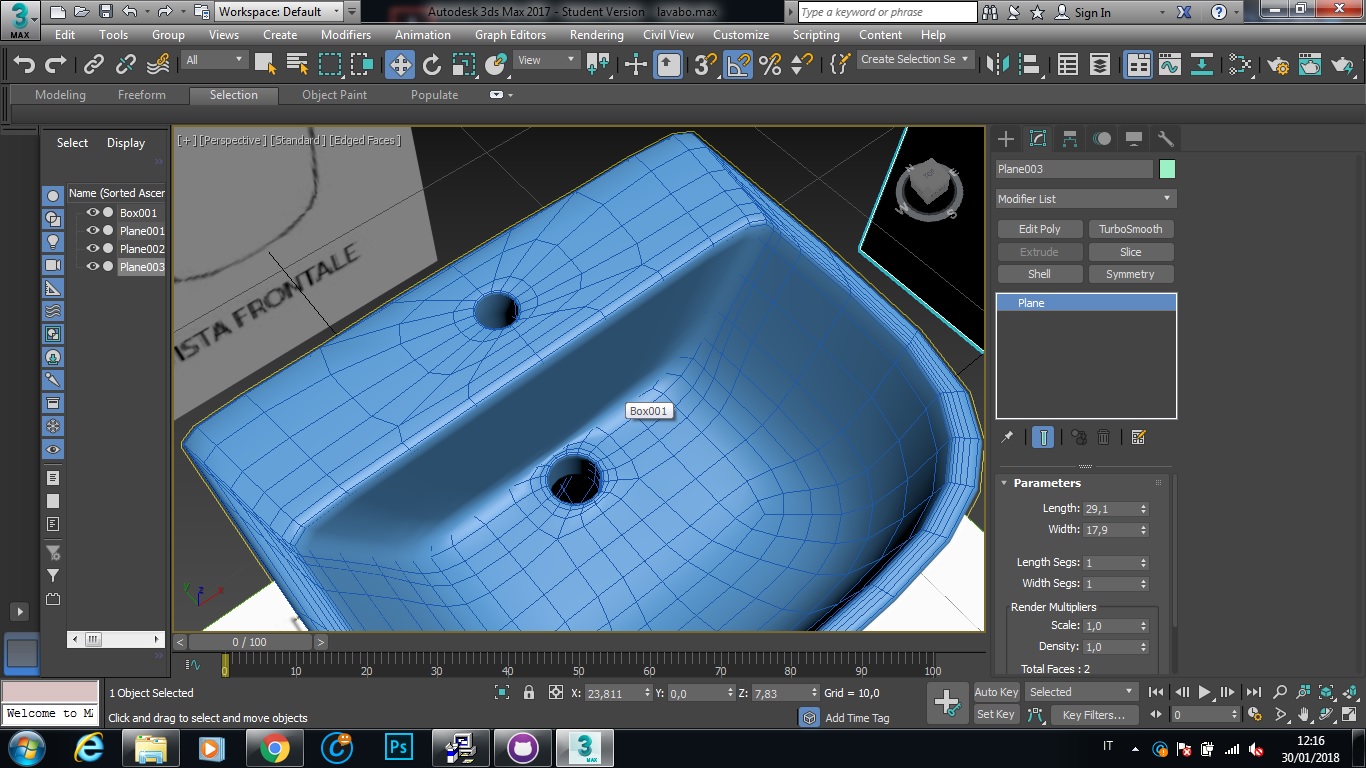 3
MAX
Workspace: Default
Autodesk 3ds Max 2017 - Student Version
lavabo.max
Type a keyword or phrase
Sign In
Edit Tools Group Views Create Modifiers Animation Graph Editors Rendering Civil View Customize Scripting Content Help
All
View
3
Create Selection Se
Modeling Freeform Selection Object Paint Populate
Select Display
[+] [Perspective] [Standard] [Edged Faces]
Name (Sorted Ascer
Box001
Plane001
Plane002
Plane003
ISTA FRONTALE
TOP
N
E
W
S
Box001
y z x
Plane003
Modifier List
Edit Poly TurboSmooth
Extrude Slice
Shell Symmetry
Plane
Parameters
Length: 29,1
Width: 17,9
Length Segs: 1
Width Segs: 1
Render Multipliers
Scale: 1,0
Density: 1,0
Total Faces : 2
< 0 / 100 >
0 10 20 30 40 50 60 70 80 90 100
1 Object Selected
X: 23,811 Y: 0,0 Z: 7,83 Grid = 10,0
Auto Key Selected
Welcome to MA
Click and drag to select and move objects
Add Time Tag
Set Key Key Filters...
0
Ps
3
MAX
IT
12:16
30/01/2018